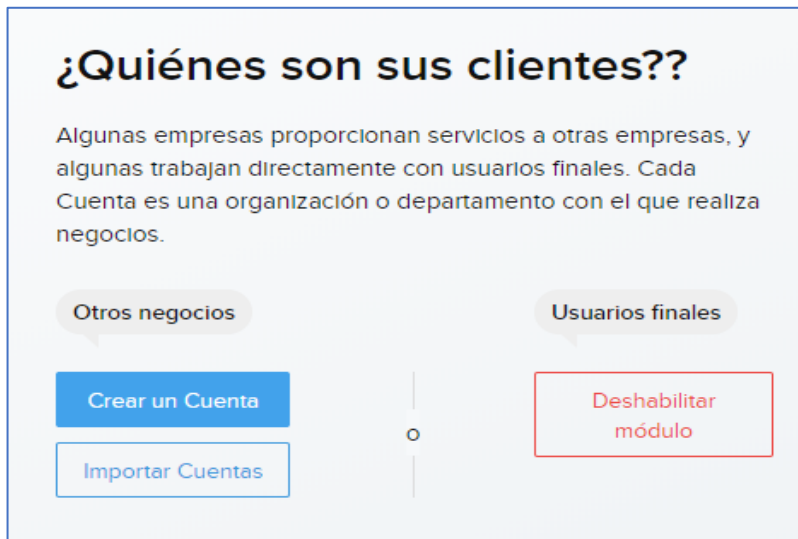 ¿Quiénes son sus clientes??
Algunas empresas proporcionan servicios a otras empresas, y
algunas trabajan directamente con usuarios finales. Cada
Cuenta es una organización o departamento con el que realiza
negocios.
Otros negocios
Crear un Cuenta
Importar Cuentas
o
Usuarios finales
Deshabilitar
módulo